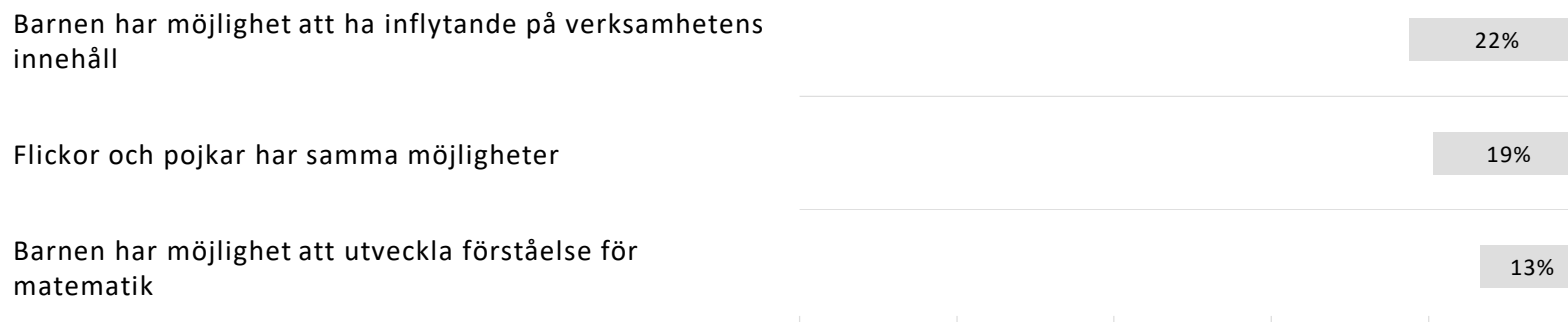 Barnen har möjlighet att ha inflytande på verksamhetens
innehåll
22%
Flickor och pojkar har samma möjligheter
19%
Barnen har möjlighet att utveckla förståelse för
matematik
13%